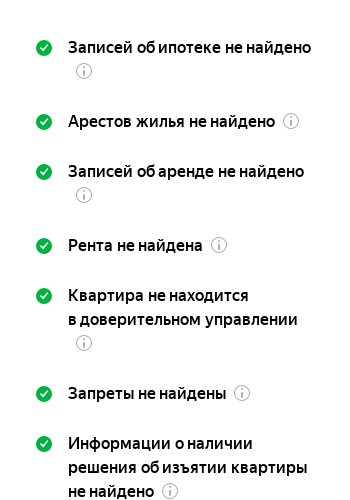 Записей об ипотеке не найдено
Арестов жилья не найдено
Записей об аренде не найдено
Рента не найдена
Квартира не находится
в доверительном управлении
Запреты не найдены
Информации о наличии
решения об изъятии квартиры
не найдено